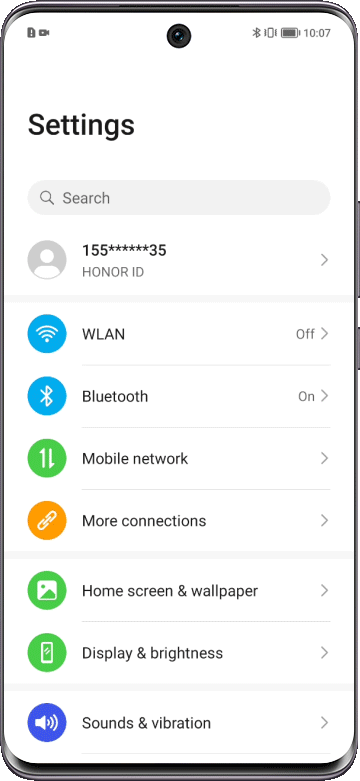 10:07
Settings
Search
155******35
HONOR ID
WLAN Off
Bluetooth On
Mobile network
More connections
Home screen & wallpaper
Display & brightness
Sounds & vibration